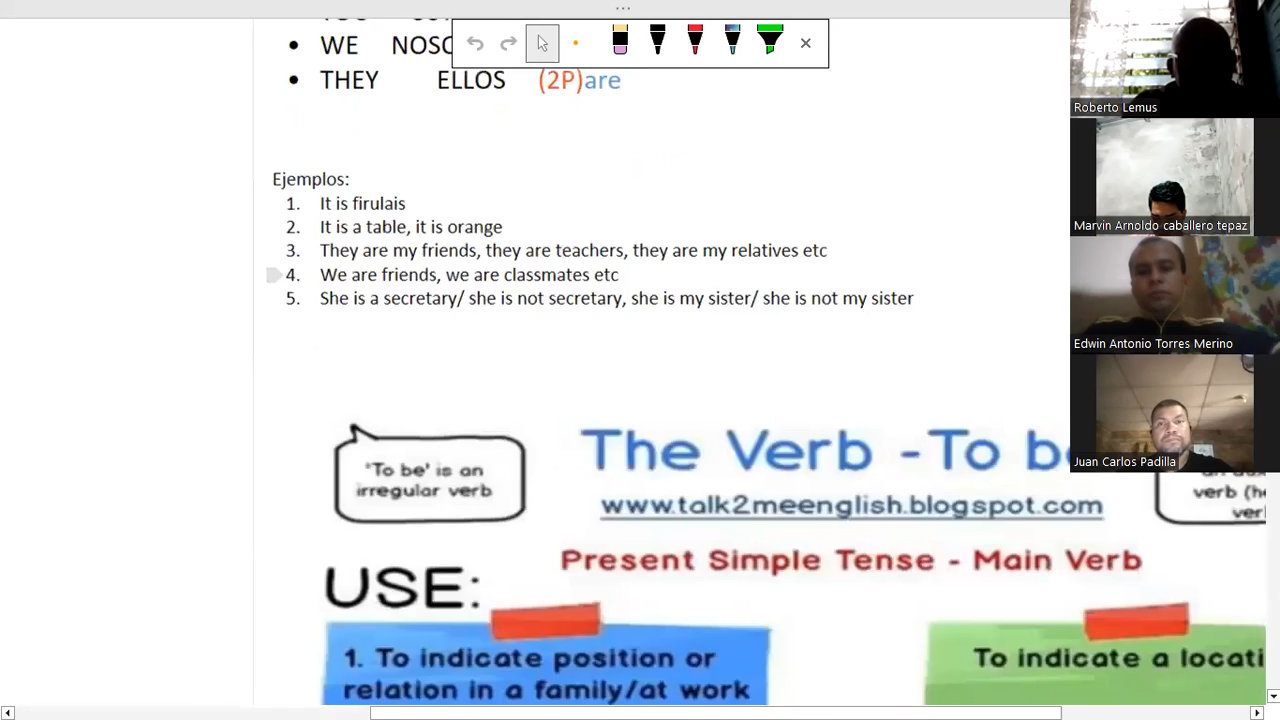 WE NOSO
THEY ELLOS (2P)are
Ejemplos:
1. It is firulais
2. It is a table, it is orange
3. They are my friends, they are teachers, they are my relatives etc
4. We are friends, we are classmates etc
5. She is a secretary/ she is not secretary, she is my sister/ she is not my sister
'To be' is an
irregular verb
The Verb -To be
www.talk2meenglish.blogspot.com
verb (he
verb
Present Simple Tense - Main Verb
USE:
1. To indicate position or
relation in a family/at work
To indicate a locati
Roberto Lemus
Marvin Arnoldo caballero tepaz
Edwin Antonio Torres Merino
Juan Carlos Padilla